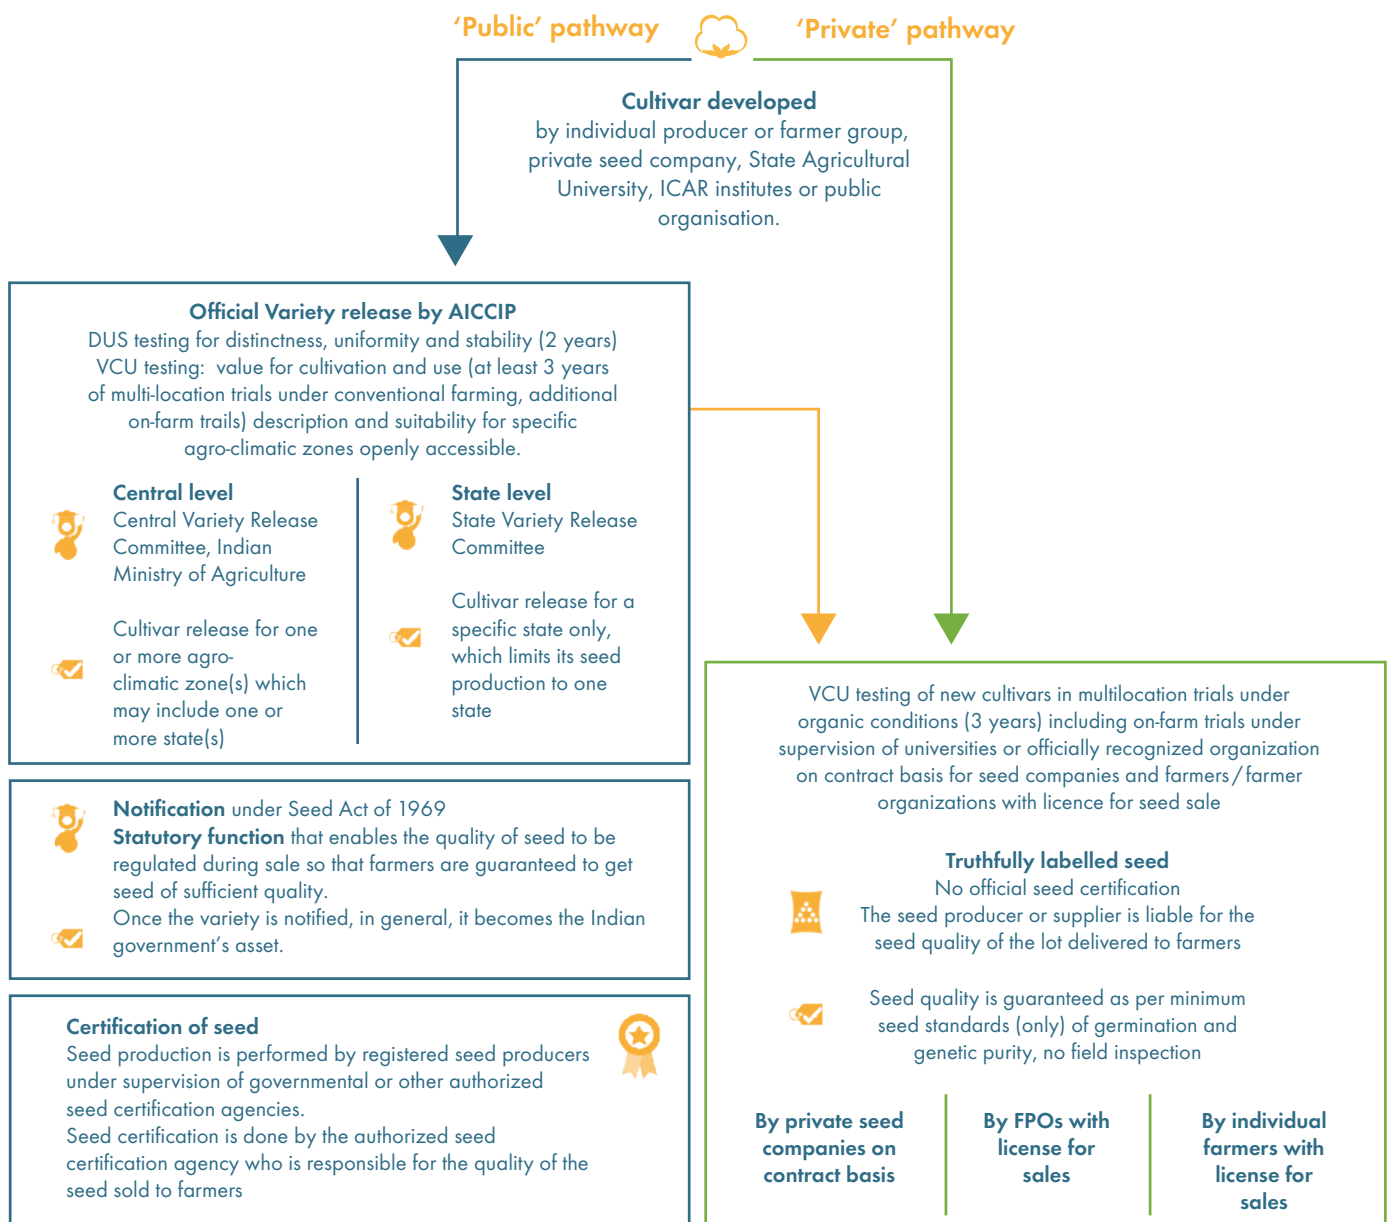 ‘Public’ pathway
‘Private’ pathway
Cultivar developed
by individual producer or farmer group,
private seed company, State Agricultural
University, ICAR institutes or public
organisation.
Official Variety release by AICCIP
DUS testing for distinctness, uniformity and stability (2 years)
VCU testing: value for cultivation and use (at least 3 years
of multi-location trials under conventional farming, additional
on-farm trails) description and suitability for specific
agro-climatic zones openly accessible.
Central level
Central Variety Release
Committee, Indian
Ministry of Agriculture
Cultivar release for one
or more agro-
climatic zone(s) which
may include one or
more state(s)
State level
State Variety Release
Committee
Cultivar release for a
specific state only,
which limits its seed
production to one
state
Notification under Seed Act of 1969
Statutory function that enables the quality of seed to be
regulated during sale so that farmers are guaranteed to get
seed of sufficient quality.
Once the variety is notified, in general, it becomes the Indian
government’s asset.
Certification of seed
Seed production is performed by registered seed producers
under supervision of governmental or other authorized
seed certification agencies.
Seed certification is done by the authorized seed
certification agency who is responsible for the quality of the
seed sold to farmers
VCU testing of new cultivars in multilocation trials under
organic conditions (3 years) including on-farm trials under
supervision of universities or officially recognized organization
on contract basis for seed companies and farmers/farmer
organizations with licence for seed sale
Truthfully labelled seed
No official seed certification
The seed producer or supplier is liable for the
seed quality of the lot delivered to farmers
Seed quality is guaranteed as per minimum
seed standards (only) of germination and
genetic purity, no field inspection
By private seed
companies on
contract basis
By FPOs with
license for
sales
By individual
farmers with
license for
sales